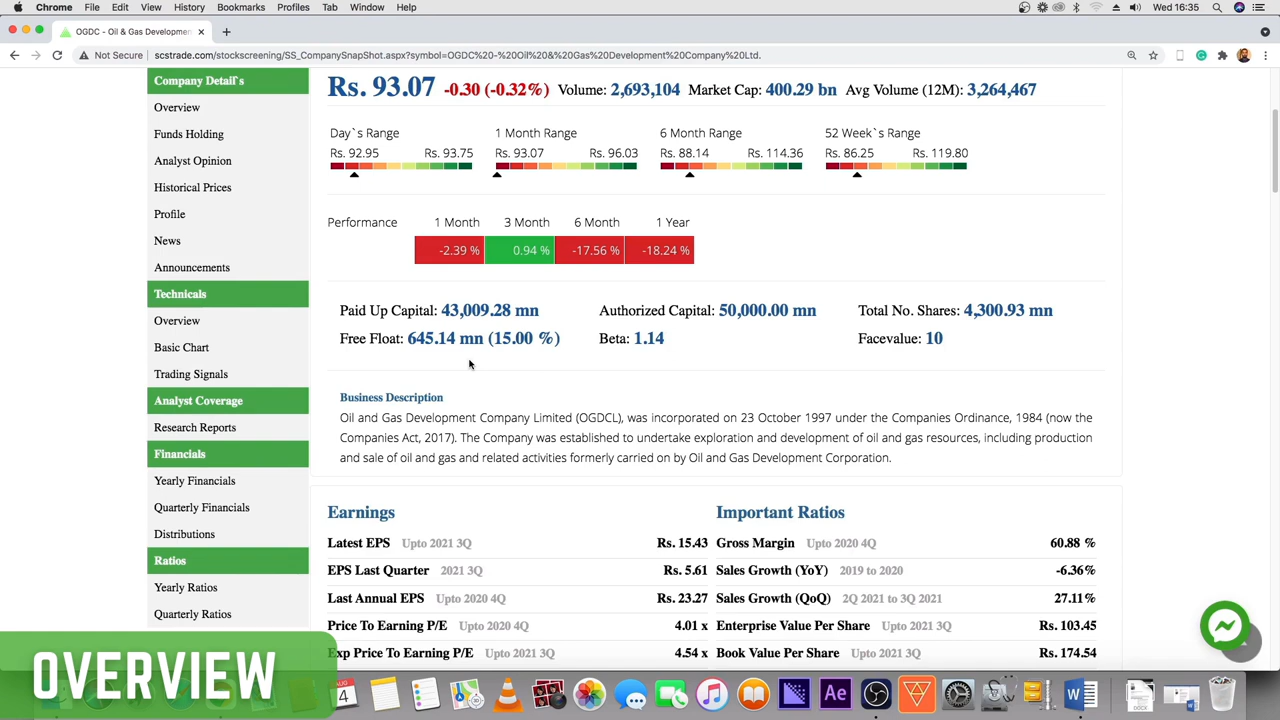 Chrome File Edit View History Bookmarks Profiles Tab Window Help Wed 16:35
OGDC - Oil & Gas Developmen
Not Secure scstrade.com/stockscreening/SS_CompanySnapShot.aspx?symbol=OGDC%20-%20Oil%20&%20Gas%20Development%20Company%20Ltd.
Company Detail`s
Overview
Funds Holding
Analyst Opinion
Historical Prices
Profile
News
Announcements
Technicals
Overview
Basic Chart
Trading Signals
Analyst Coverage
Research Reports
Financials
Yearly Financials
Quarterly Financials
Distributions
Ratios
Yearly Ratios
Quarterly Ratios
Rs. 93.07 -0.30 (-0.32%) Volume: 2,693,104 Market Cap: 400.29 bn Avg Volume (12M): 3,264,467
Day`s Range 1 Month Range 6 Month Range 52 Week`s Range
Rs. 92.95 Rs. 93.75 Rs. 93.07 Rs. 96.03 Rs. 88.14 Rs. 114.36 Rs. 86.25 Rs. 119.80
Performance 1 Month 3 Month 6 Month 1 Year
-2.39 % 0.94 % -17.56 % -18.24 %
Paid Up Capital: 43,009.28 mn Authorized Capital: 50,000.00 mn Total No. Shares: 4,300.93 mn
Free Float: 645.14 mn (15.00 %) Beta: 1.14 Facevalue: 10
Business Description
Oil and Gas Development Company Limited (OGDCL), was incorporated on 23 October 1997 under the Companies Ordinance, 1984 (now the
Companies Act, 2017). The Company was established to undertake exploration and development of oil and gas resources, including production
and sale of oil and gas and related activities formerly carried on by Oil and Gas Development Corporation.
Earnings
Latest EPS Upto 2021 3Q Rs. 15.43
EPS Last Quarter 2021 3Q Rs. 5.61
Last Annual EPS Upto 2020 4Q Rs. 23.27
Price To Earning P/E Upto 2020 4Q 4.01 x
Exp Price To Earning P/E Upto 2021 3Q 4.54 x
Important Ratios
Gross Margin Upto 2020 4Q 60.88 %
Sales Growth (YoY) 2019 to 2020 -6.36%
Sales Growth (QoQ) 2Q 2021 to 3Q 2021 27.11%
Enterprise Value Per Share Upto 2021 3Q Rs. 103.45
Book Value Per Share Upto 2021 3Q Rs. 174.54
OVERVIEW
4
Ae
W